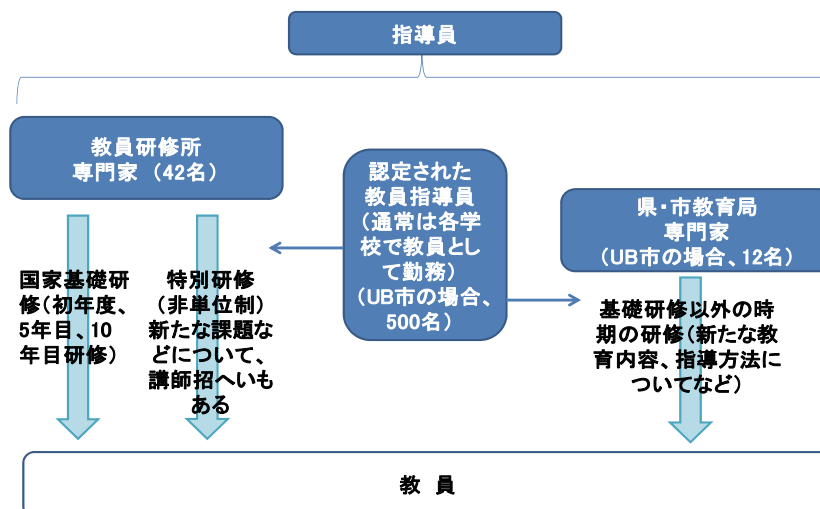 指導員
教員研修所
専門家 （42名）
認定された
教員指導員
（通常は各学
校で教員とし
て勤務）
（UB市の場合、
500名）
県・市教育局
専門家
（UB市の場合、12名）
国家基礎研
修（初年度、
5年目、10
年目研修）
特別研修
（非単位制）
新たな課題な
どについて、
講師招へいも
ある
基礎研修以外の時
期の研修（新たな教
育内容、指導方法に
ついてなど）
教 員